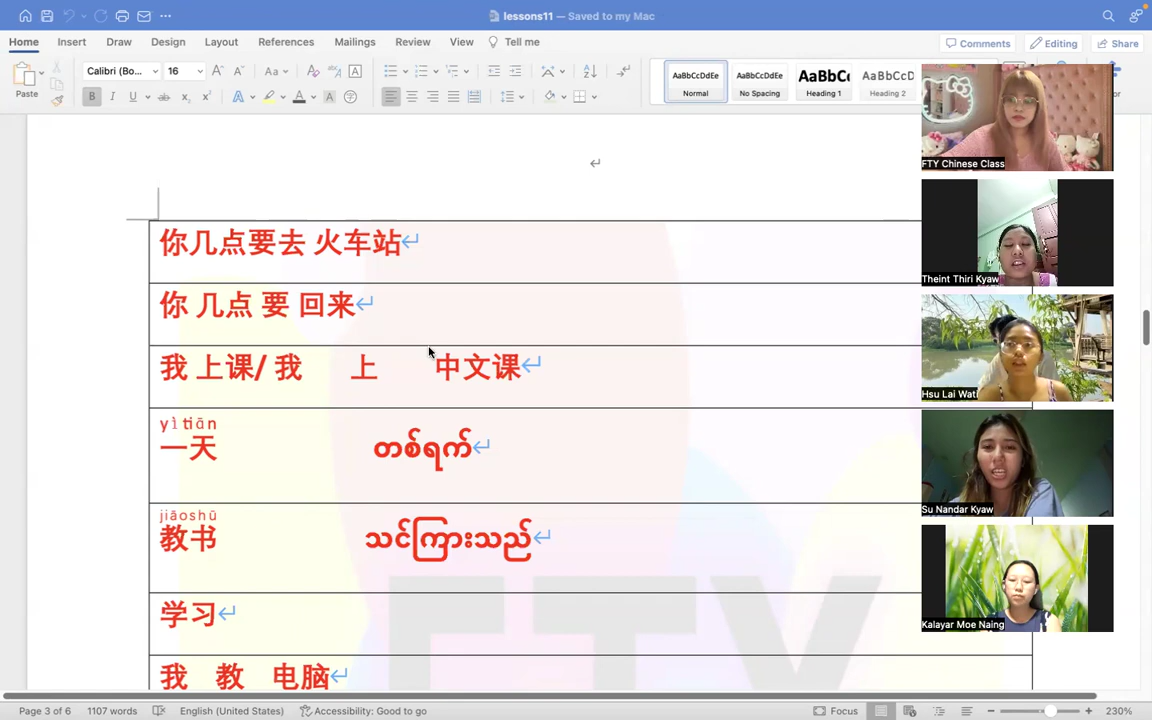 lessons11 — Saved to my Mac
Home Insert Draw Design Layout References Mailings Review View Tell me Comments Editing Share
Paste
Calibri (Bo... 16
AaBbCcDdEe AaBbCcDdEe AaBbC AaBbCcD
Normal No Spacing Heading 1 Heading 2
FTY Chinese Class
你几点要去 火车站
Theint Thiri Kyaw
你 几点 要 回来
我 上课/ 我 上 中文课
Hsu Lai Wati
yìtiān
一天 တစ်ရက်
Su Nandar Kyaw
jiāoshū
教书 သင်ကြားသည်
学习
Kalayar Moe Naing
我 教 电脑
FTY
Page 3 of 6 1107 words English (United States) Accessibility: Good to go Focus 230%